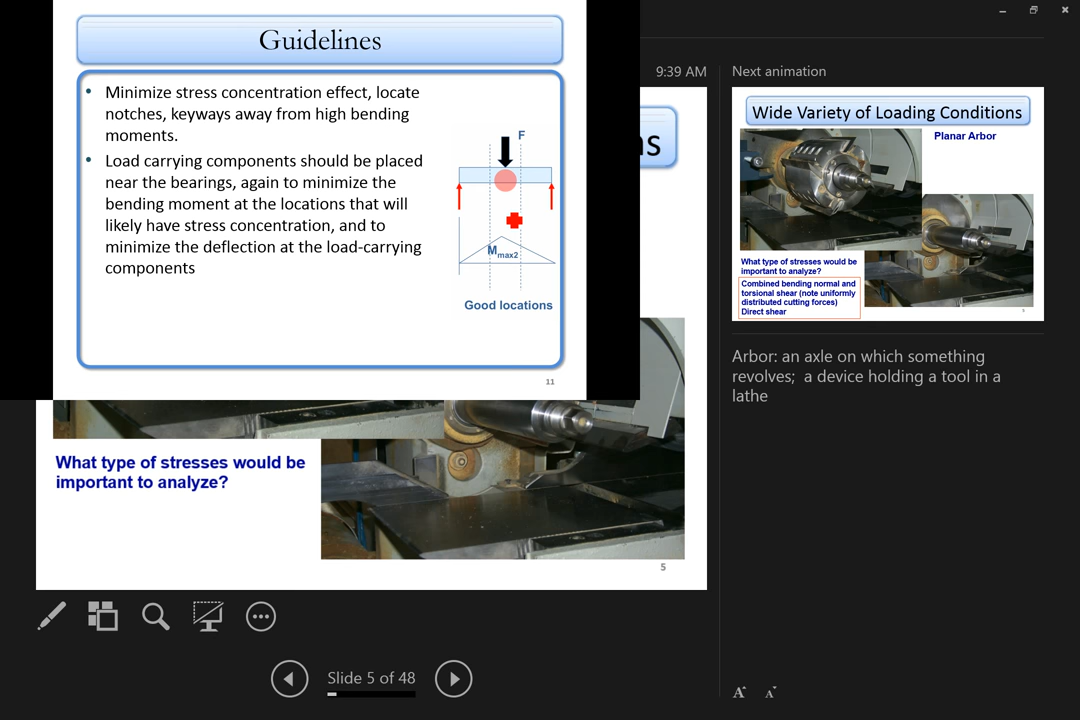 Guidelines
Minimize stress concentration effect, locate
notches, keyways away from high bending
moments.
Load carrying components should be placed
near the bearings, again to minimize the
bending moment at the locations that will
likely have stress concentration, and to
minimize the deflection at the load-carrying
components
F
Mmax2
Good locations
11
9:39 AM
ns
What type of stresses would be
important to analyze?
5
Slide 5 of 48
Next animation
Wide Variety of Loading Conditions
Planar Arbor
What type of stresses would be
important to analyze?
Combined bending normal and
torsional shear (note uniformly
distributed cutting forces)
Direct shear
5
Arbor: an axle on which something
revolves;  a device holding a tool in a
lathe
A
A